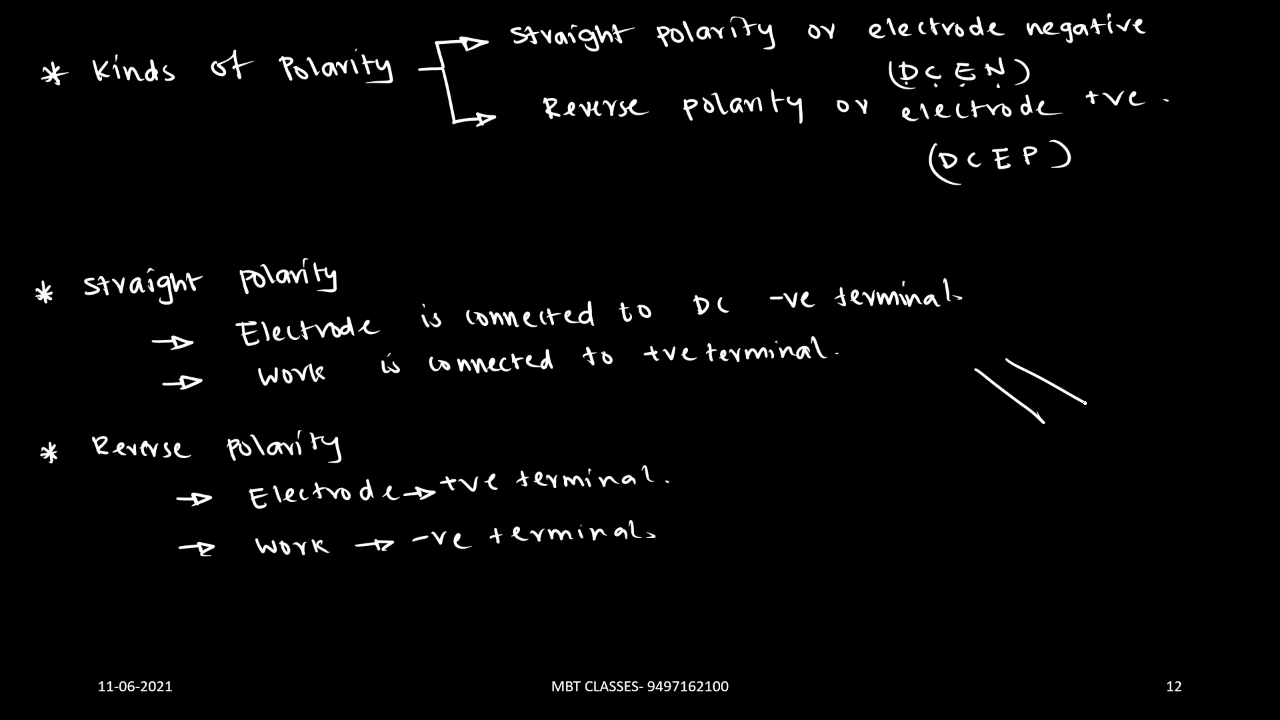 * Kinds of Polarity → straight polarity or electrode negative
(DCEN)
→ Reverse polarity or electrode +ve.
(DCEP)
* straight polarity
→ Electrode is connected to DC -ve terminal.
→ work is connected to +ve terminal.
* Reverse polarity
→ Electrode → +ve terminal.
→ work → -ve terminal.
11-06-2021 MBT CLASSES- 9497162100 12